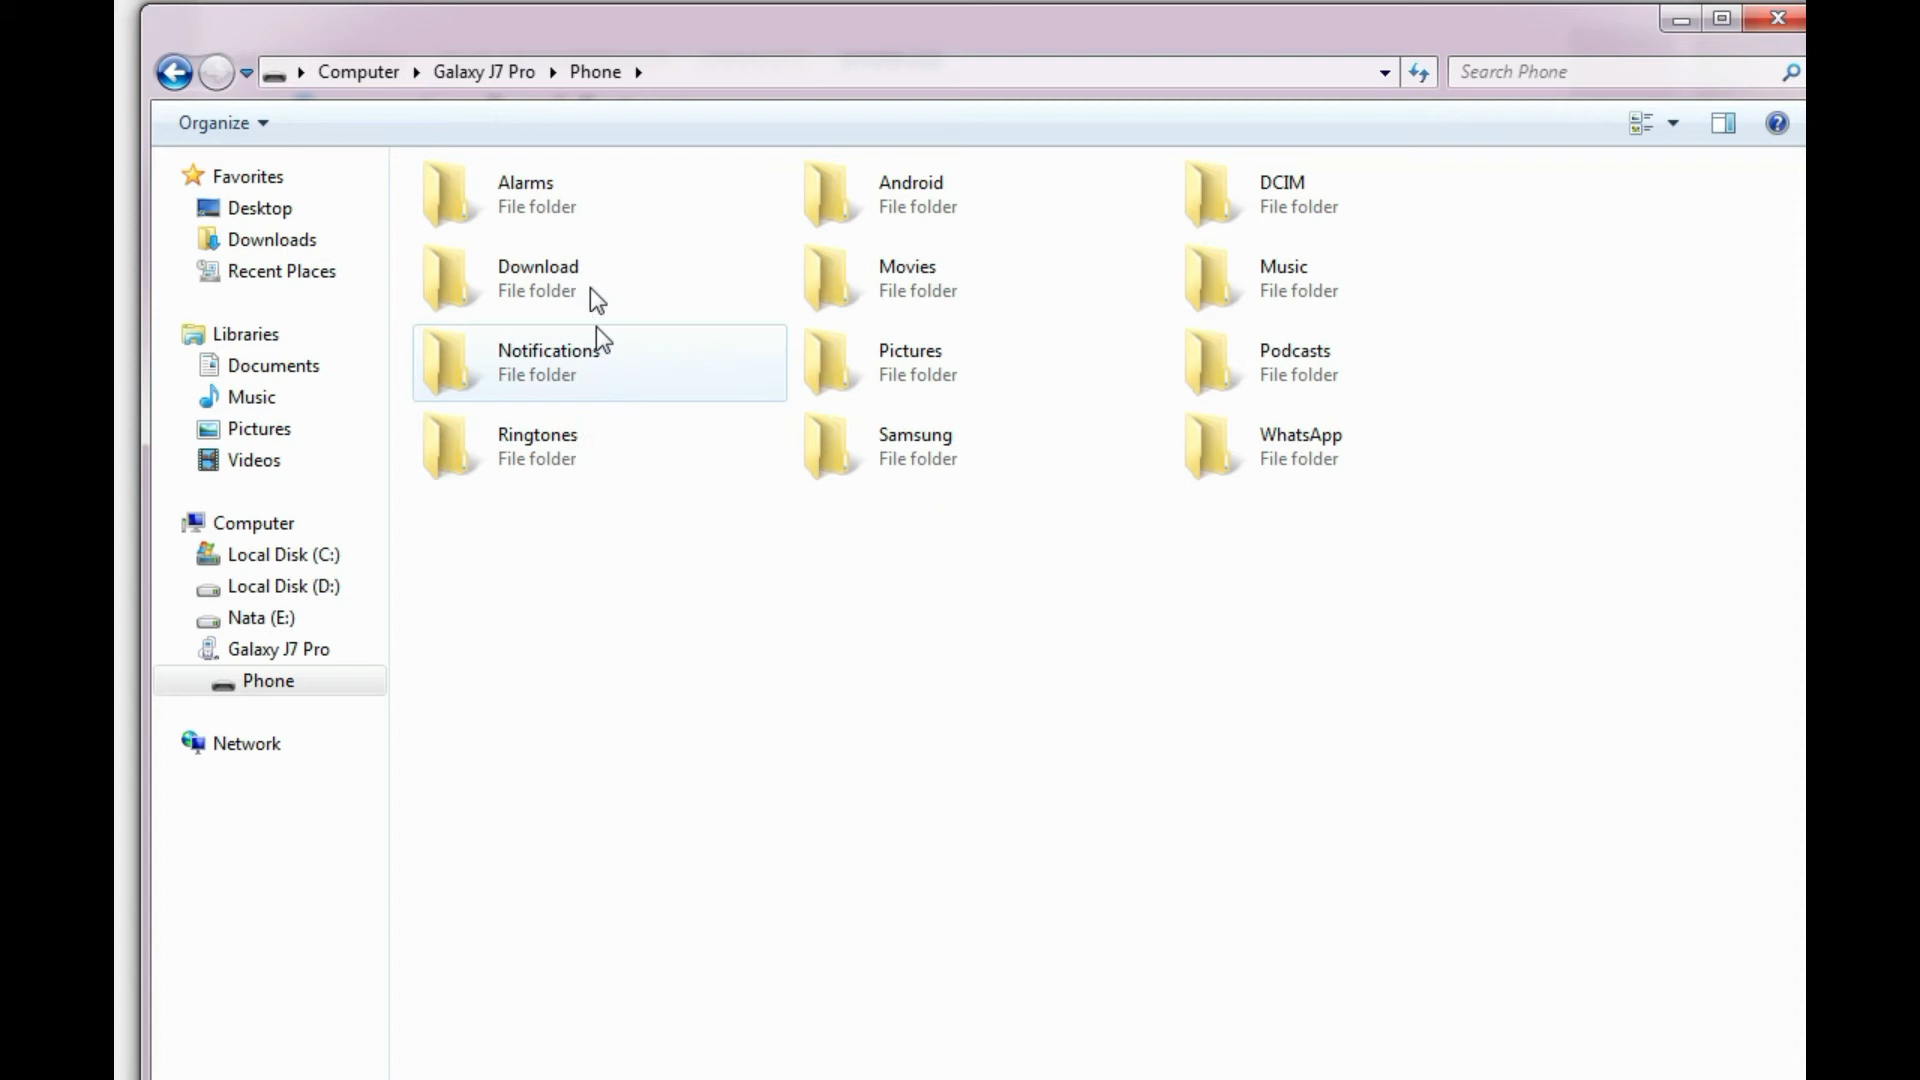 Computer Galaxy J7 Pro Phone
Search Phone
Organize
Favorites
Desktop
Downloads
Recent Places
Libraries
Documents
Music
Pictures
Videos
Computer
Local Disk (C:)
Local Disk (D:)
Nata (E:)
Galaxy J7 Pro
Phone
Network
Alarms
File folder
Android
File folder
DCIM
File folder
Download
File folder
Movies
File folder
Music
File folder
Notifications
File folder
Pictures
File folder
Podcasts
File folder
Ringtones
File folder
Samsung
File folder
WhatsApp
File folder